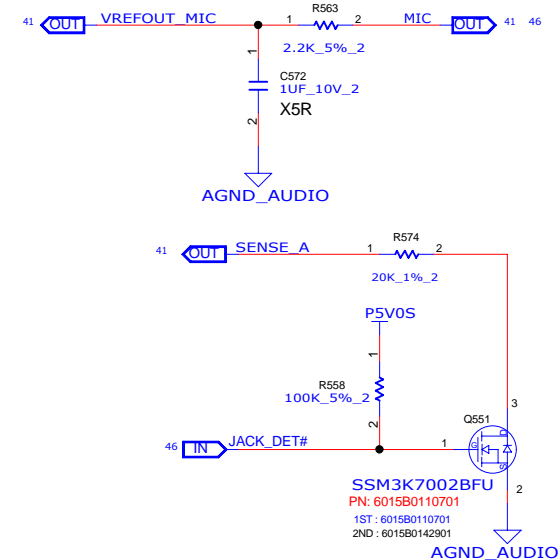 R563
41 OUT VREFOUT_MIC 1 2 MIC OUT 41 46
2.2K_5%_2
1
C572
1UF_10V_2
X5R
2
AGND_AUDIO
R574
41 OUT SENSE_A 1 2
20K_1%_2
P5V0S
1
R558
100K_5%_2
2
3
Q551
D
46 IN JACK_DET# 1
G
S
SSM3K7002BFU
2
PN: 6015B0110701
1ST : 6015B0110701
2ND : 6015B0142901
AGND_AUDIO